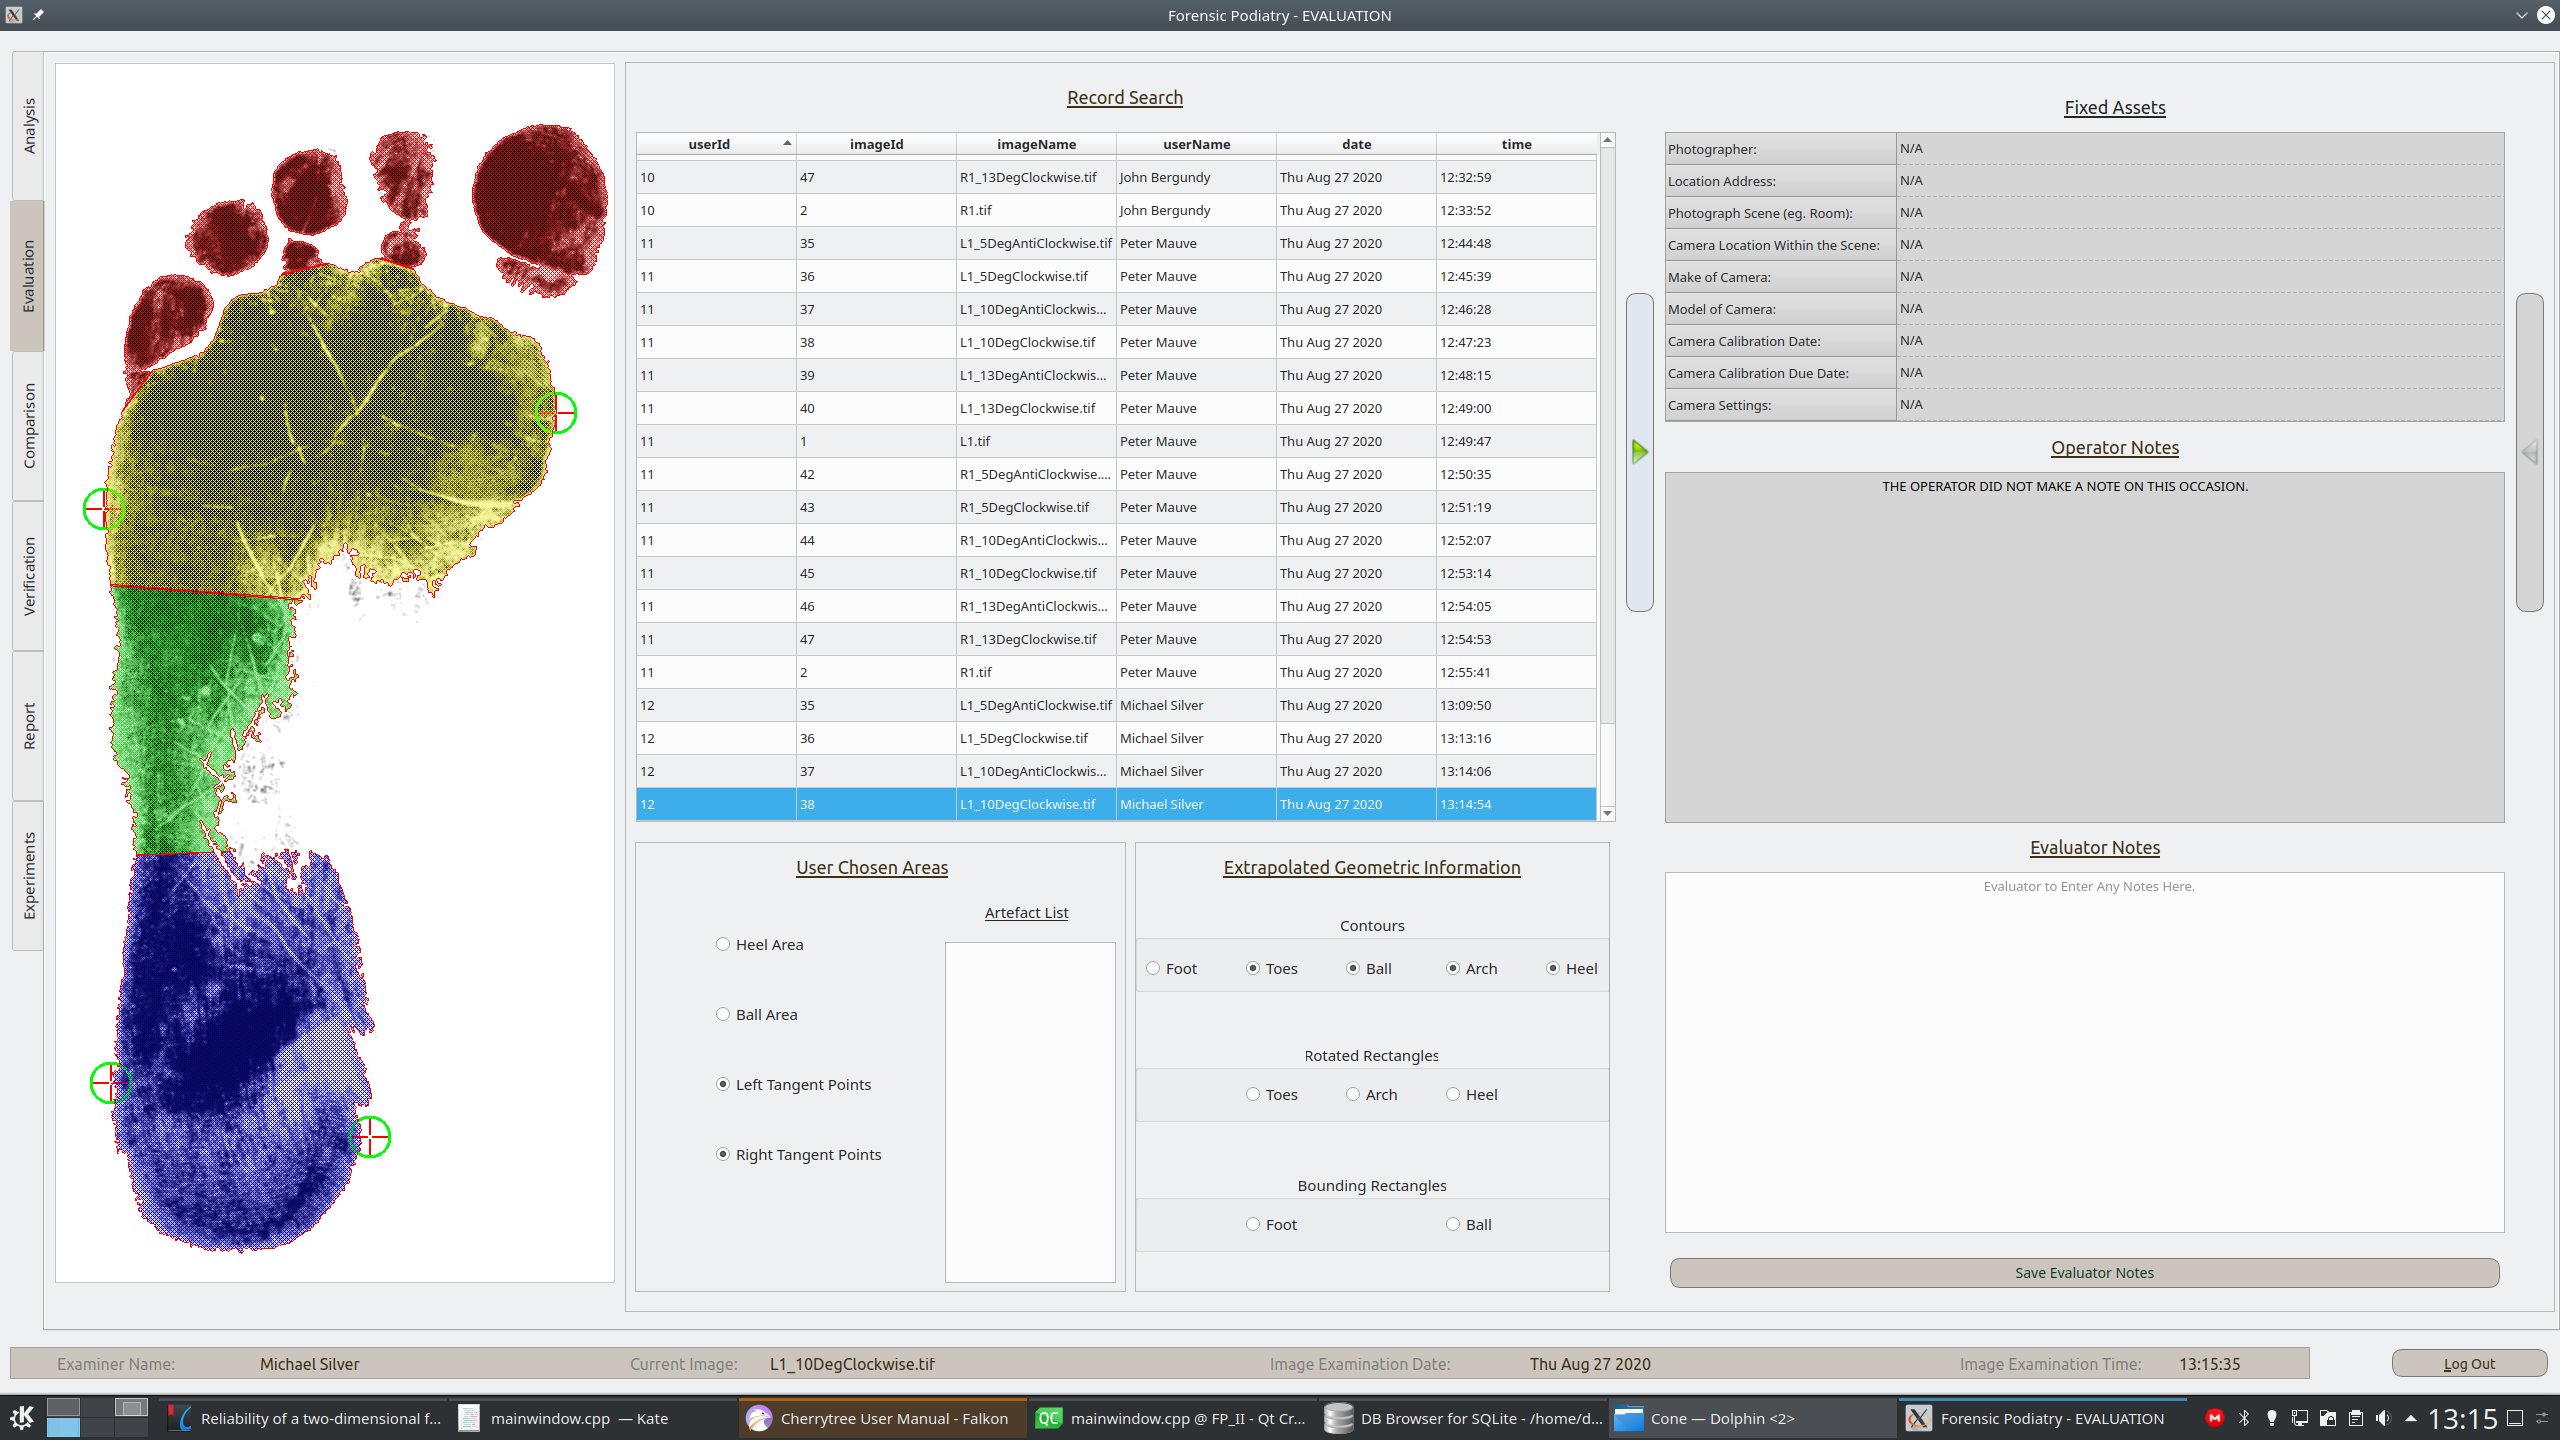 Forensic Podiatry - EVALUATION
Analysis
Evaluation
Comparison
Verification
Report
Experiments
Record Search
userId imageId imageName userName date time
10 47 R1_13DegClockwise.tif John Bergundy Thu Aug 27 2020 12:32:59
10 2 R1.tif John Bergundy Thu Aug 27 2020 12:33:52
11 35 L1_5DegAntiClockwise.tif Peter Mauve Thu Aug 27 2020 12:44:48
11 36 L1_5DegClockwise.tif Peter Mauve Thu Aug 27 2020 12:45:39
11 37 L1_10DegAntiClockwis... Peter Mauve Thu Aug 27 2020 12:46:28
11 38 L1_10DegClockwise.tif Peter Mauve Thu Aug 27 2020 12:47:23
11 39 L1_13DegAntiClockwis... Peter Mauve Thu Aug 27 2020 12:48:15
11 40 L1_13DegClockwise.tif Peter Mauve Thu Aug 27 2020 12:49:00
11 1 L1.tif Peter Mauve Thu Aug 27 2020 12:49:47
11 42 R1_5DegAntiClockwise.... Peter Mauve Thu Aug 27 2020 12:50:35
11 43 R1_5DegClockwise.tif Peter Mauve Thu Aug 27 2020 12:51:19
11 44 R1_10DegAntiClockwis... Peter Mauve Thu Aug 27 2020 12:52:07
11 45 R1_10DegClockwise.tif Peter Mauve Thu Aug 27 2020 12:53:14
11 46 R1_13DegAntiClockwis... Peter Mauve Thu Aug 27 2020 12:54:05
11 47 R1_13DegClockwise.tif Peter Mauve Thu Aug 27 2020 12:54:53
11 2 R1.tif Peter Mauve Thu Aug 27 2020 12:55:41
12 35 L1_5DegAntiClockwise.tif Michael Silver Thu Aug 27 2020 13:09:50
12 36 L1_5DegClockwise.tif Michael Silver Thu Aug 27 2020 13:13:16
12 37 L1_10DegAntiClockwis... Michael Silver Thu Aug 27 2020 13:14:06
12 38 L1_10DegClockwise.tif Michael Silver Thu Aug 27 2020 13:14:54
User Chosen Areas
Artefact List
Heel Area
Ball Area
Left Tangent Points
Right Tangent Points
Extrapolated Geometric Information
Contours
Foot Toes Ball Arch Heel
Rotated Rectangles
Toes Arch Heel
Bounding Rectangles
Foot Ball
Fixed Assets
Photographer: N/A
Location Address: N/A
Photograph Scene (eg. Room): N/A
Camera Location Within the Scene: N/A
Make of Camera: N/A
Model of Camera: N/A
Camera Calibration Date: N/A
Camera Calibration Due Date: N/A
Camera Settings: N/A
Operator Notes
THE OPERATOR DID NOT MAKE A NOTE ON THIS OCCASION.
Evaluator Notes
Evaluator to Enter Any Notes Here.
Save Evaluator Notes
Examiner Name: Michael Silver Current Image: L1_10DegClockwise.tif Image Examination Date: Thu Aug 27 2020 Image Examination Time: 13:15:35 Log Out
Reliability of a two-dimensional f... mainwindow.cpp — Kate Cherrytree User Manual - Falkon QC mainwindow.cpp @ FP_II - Qt Cr... DB Browser for SQLite - /home/d... Cone — Dolphin <2> Forensic Podiatry - EVALUATION 13:15